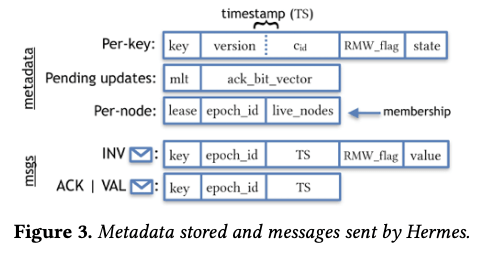 timestamp (TS)
metadata
Per-key: key version cid RMW_flag state
Pending updates: mlt ack_bit_vector
Per-node: lease epoch_id live_nodes membership
msgs
INV : key epoch_id TS RMW_flag value
ACK | VAL : key epoch_id TS
Figure 3. Metadata stored and messages sent by Hermes.